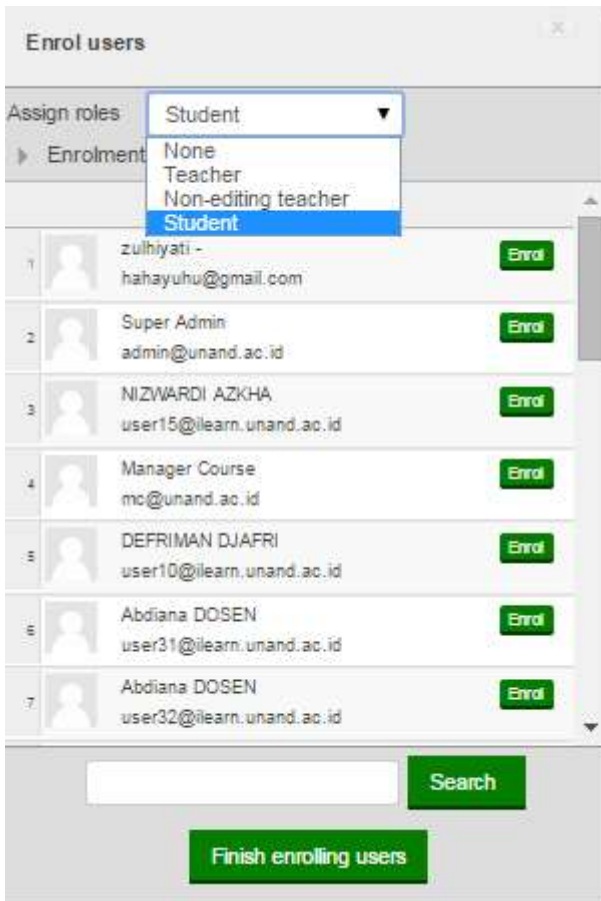 Enrol users
×
Assign roles Student
Enrolment
None
Teacher
Non-editing teacher
Student
1 zulhiyati - Enrol
hahayuhu@gmail.com
2 Super Admin Enrol
admin@unand.ac.id
3 NIZWARDI AZKHA Enrol
user15@ilearn.unand.ac.id
4 Manager Course Enrol
mc@unand.ac.id
5 DEFRIMAN DJAFRI Enrol
user10@ilearn.unand.ac.id
6 Abdiana DOSEN Enrol
user31@ilearn.unand.ac.id
7 Abdiana DOSEN Enrol
user32@ilearn.unand.ac.id
Search
Finish enrolling users